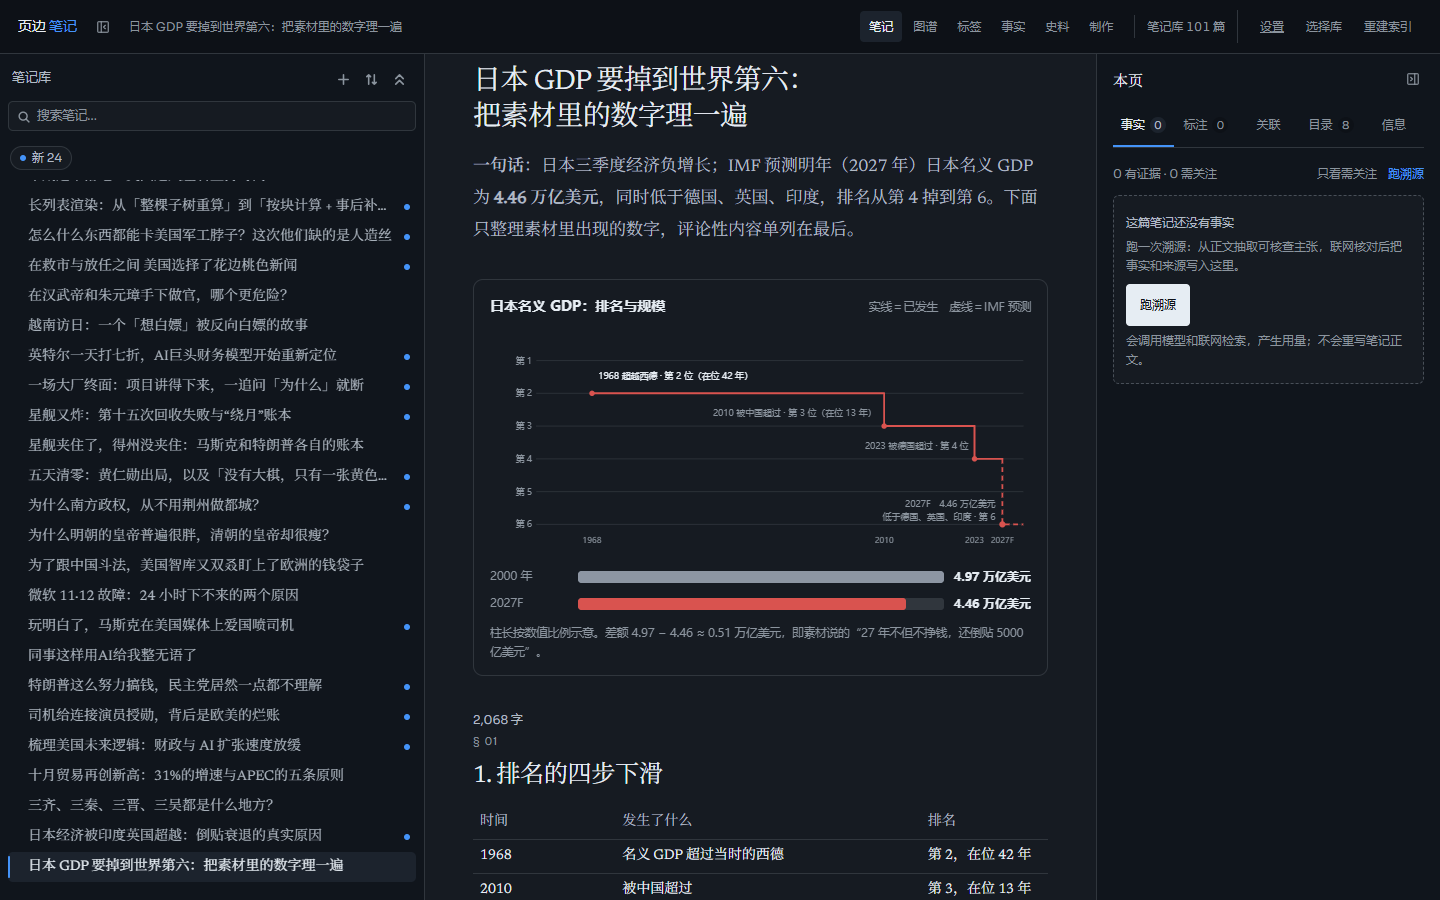 页边 笔记
日本 GDP 要掉到世界第六：把素材里的数字理一遍
笔记
图谱
标签
事实
史料
制作
笔记库 101 篇
设置
选择库
重建索引
笔记库
搜索笔记...
新 24
长列表渲染：从「整棵子树重算」到「按块计算 + 事后补...
怎么什么东西都能卡美国军工脖子？这次他们缺的是人造丝
在救市与放任之间 美国选择了花边桃色新闻
在汉武帝和朱元璋手下做官，哪个更危险？
越南访日：一个「想白嫖」被反向白嫖的故事
英特尔一天打七折，AI巨头财务模型开始重新定位
一场大厂终面：项目讲得下来，一追问「为什么」就断
星舰又炸：第十五次回收失败与“绕月”账本
星舰夹住了，得州没夹住：马斯克和特朗普各自的账本
五天清零：黄仁勋出局，以及「没有大棋，只有一张黄色...
为什么南方政权，从不用荆州做都城？
为什么明朝的皇帝普遍很胖，清朝的皇帝却很瘦？
为了跟中国斗法，美国智库又双叒盯上了欧洲的钱袋子
微软 11·12 故障：24 小时下不来的两个原因
玩明白了，马斯克在美国媒体上爱国喷司机
同事这样用AI给我整无语了
特朗普这么努力搞钱，民主党居然一点都不理解
司机给连接演员授勋，背后是欧美的烂账
梳理美国未来逻辑：财政与 AI 扩张速度放缓
十月贸易再创新高：31%的增速与APEC的五条原则
三齐、三秦、三晋、三吴都是什么地方？
日本经济被印度英国超越：倒贴衰退的真实原因
日本 GDP 要掉到世界第六：把素材里的数字理一遍
日本 GDP 要掉到世界第六：
把素材里的数字理一遍
一句话：日本三季度经济负增长；IMF 预测明年（2027 年）日本名义 GDP
为 4.46 万亿美元，同时低于德国、英国、印度，排名从第 4 掉到第 6。下面
只整理素材里出现的数字，评论性内容单列在最后。
日本名义 GDP：排名与规模
实线 = 已发生 虚线 = IMF 预测
第 1
1968 超越西德 · 第 2 位（在位 42 年）
第 2
2010 被中国超过 · 第 3 位（在位 13 年）
第 3
2023 被德国超过 · 第 4 位
第 4
第 5
2027F 4.46 万亿美元
低于德国、英国、印度 · 第 6
第 6
1968
2010
2023
2027F
2000 年
4.97 万亿美元
2027F
4.46 万亿美元
柱长按数值比例示意。差额 4.97 − 4.46 ≈ 0.51 万亿美元，即素材说的“27 年不但不挣钱，还倒贴 5000
亿美元”。
2,068 字
§ 01
1. 排名的四步下滑
时间 发生了什么 排名
1968 名义 GDP 超过当时的西德 第 2，在位 42 年
2010 被中国超过 第 3，在位 13 年
本页
事实 0
标注 0
关联
目录 8
信息
0 有证据 · 0 需关注
只看需关注
跑溯源
这篇笔记还没有事实
跑一次溯源：从正文抽取可核查主张，联网核对后把
事实和来源写入这里。
跑溯源
会调用模型和联网检索，产生用量；不会重写笔记正
文。